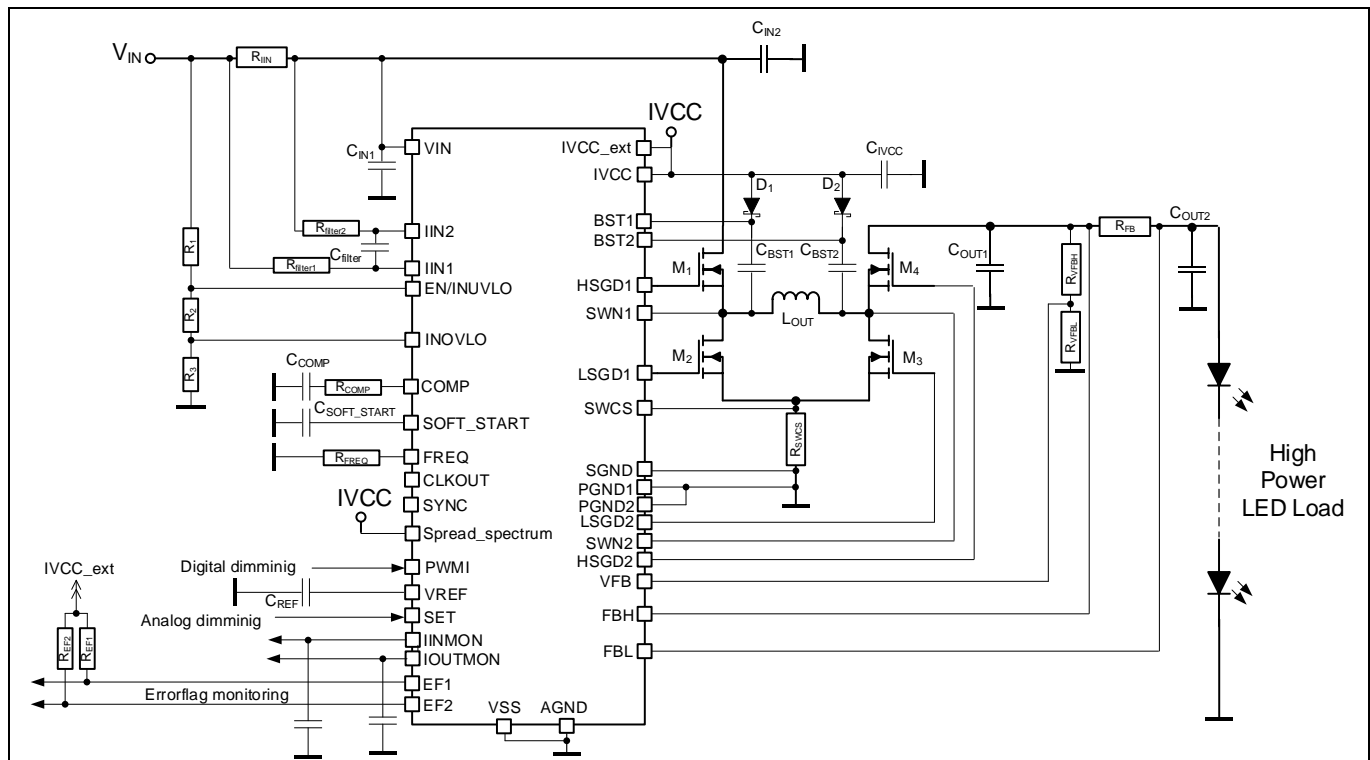 C_IN2
V_IN
R_IIN
IVCC
C_IN1
VIN
IVCC_ext
IVCC
C_IVCC
D_1
D_2
BST1
BST2
R_filter2
IIN2
C_filter
R_filter1
IIN1
EN/INUVLO
R_1
R_2
R_3
INOVLO
C_BST1
C_BST2
M_1
M_4
HSGD1
SWN1
L_OUT
C_OUT1
R_VFBH
R_VFBL
R_FB
C_OUT2
M_2
M_3
LSGD1
C_COMP
R_COMP
COMP
SWCS
C_SOFT_START
SOFT_START
R_SWCS
R_FREQ
FREQ
CLKOUT
SYNC
IVCC
Spread_spectrum
SGND
PGND1
PGND2
LSGD2
SWN2
HSGD2
VFB
FBH
FBL
High
Power
LED Load
IVCC_ext
Digital dimminig
PWMI
C_REF
VREF
Analog dimminig
SET
R_EF2
R_EF1
IINMON
IOUTMON
EF1
Errorflag monitoring
EF2
VSS
AGND